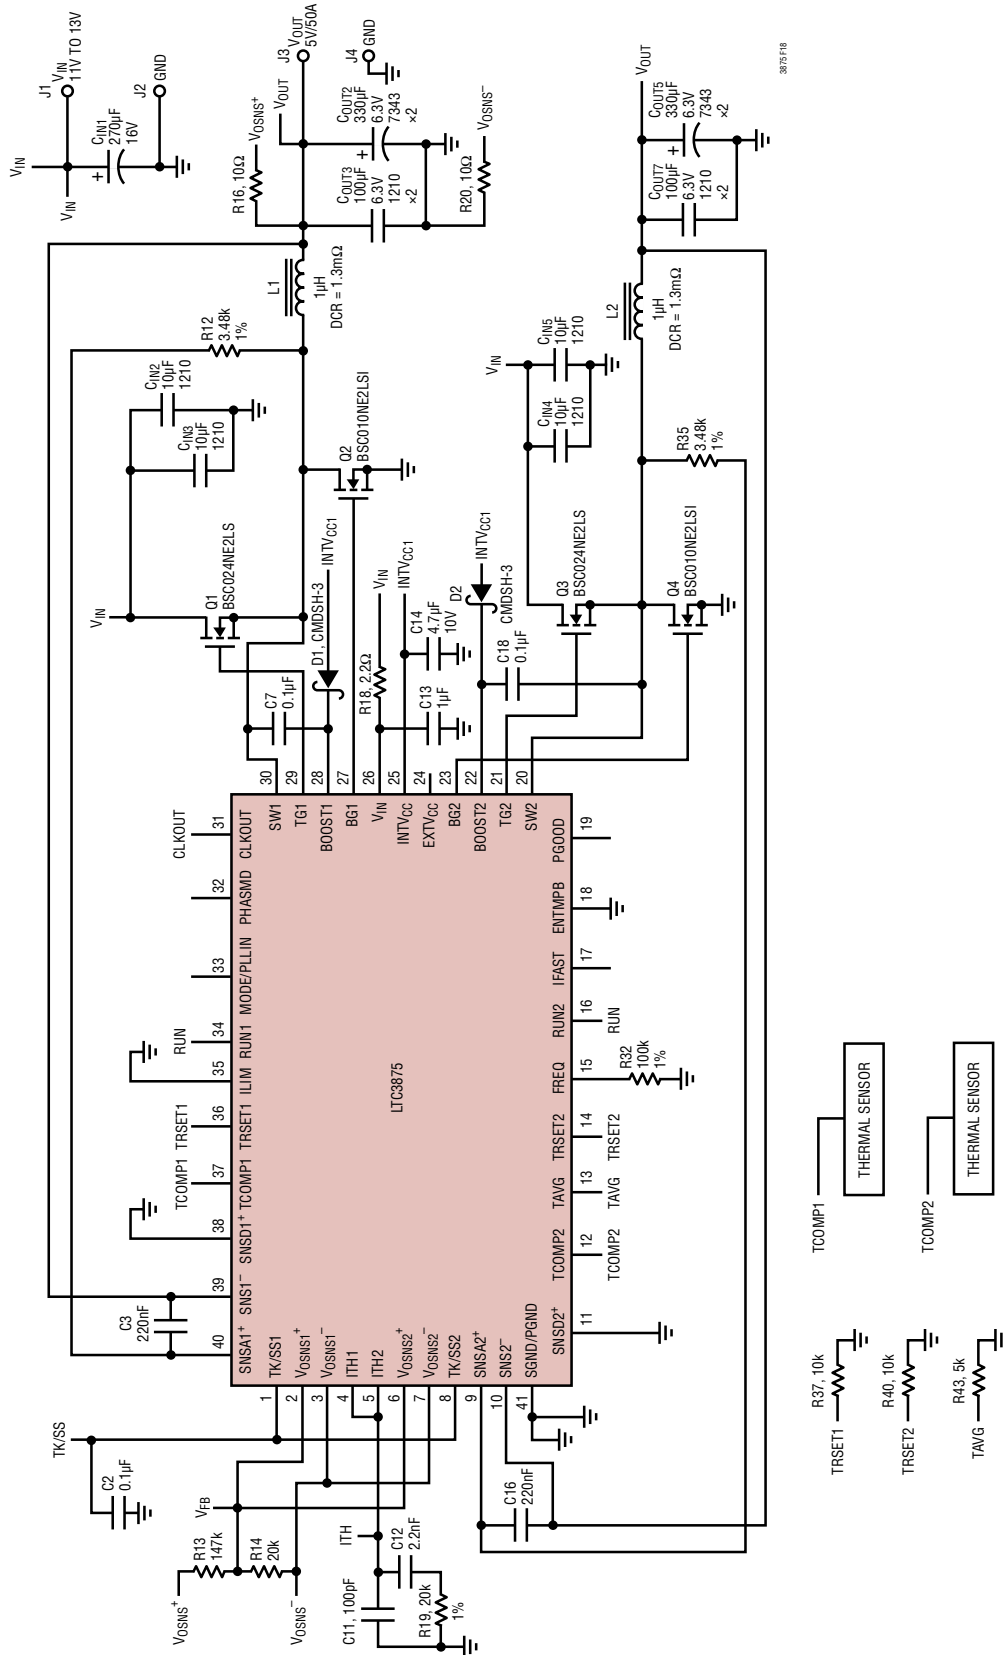 VIN
VIN
CIN1
270µF
16V
J1
VIN
11V TO 13V
J2
GND
VOSNS+
R16, 10Ω
VOUT
J3
VOUT
5V/50A
J4
GND
COUT3
100µF
6.3V
1210
×2
COUT2
330µF
6.3V
7343
×2
R20, 10Ω
VOSNS−
L1
1µH
DCR = 1.3mΩ
R12
3.48k
1%
CIN2
10µF
1210
CIN3
10µF
1210
VIN
Q1
BSC024NE2LS
Q2
BSC010NE2LSI
C7
0.1µF
D1, CMDSH-3
INTVCC1
R18, 2.2Ω
VIN
INTVCC1
C14
4.7µF
10V
C13
1µF
D2
CMDSH-3
INTVCC1
C18
0.1µF
Q3
BSC024NE2LS
Q4
BSC010NE2LSI
VIN
CIN4
10µF
1210
CIN5
10µF
1210
R35
3.48k
1%
L2
1µH
DCR = 1.3mΩ
COUT7
100µF
6.3V
1210
×2
COUT5
330µF
6.3V
7343
×2
VOUT
3875 F18
LTC3875
30
SW1
29
TG1
28
BOOST1
27
BG1
26
VIN
25
INTVCC
24
EXTVCC
23
BG2
22
BOOST2
21
TG2
20
SW2
CLKOUT
31
CLKOUT
32
PHASMD
33
MODE/PLLIN
RUN
34
RUN1
35
ILIM
TRSET1
36
TRSET1
TCOMP1
37
TCOMP1
38
SNSD1+
39
SNS1−
40
SNSA1+
C3
220nF
PGOOD
19
ENTMPB
18
IFAST
17
RUN2
16
RUN
FREQ
15
R32
100k
1%
TRSET2
14
TRSET2
TAVG
13
TAVG
TCOMP2
12
TCOMP2
SNSD2+
11
1
TK/SS1
2
VOSNS1+
3
VOSNS1−
4
ITH1
5
ITH2
6
VOSNS2+
7
VOSNS2−
8
TK/SS2
9
SNSA2+
10
SNS2−
41
SGND/PGND
TK/SS
C2
0.1µF
VFB
VOSNS+
R13
147k
R14
20k
VOSNS−
ITH
C11, 100pF
C12
2.2nF
R19, 20k
1%
C16
220nF
TCOMP1
THERMAL SENSOR
TCOMP2
THERMAL SENSOR
TRSET1
R37, 10k
TRSET2
R40, 10k
TAVG
R43, 5k